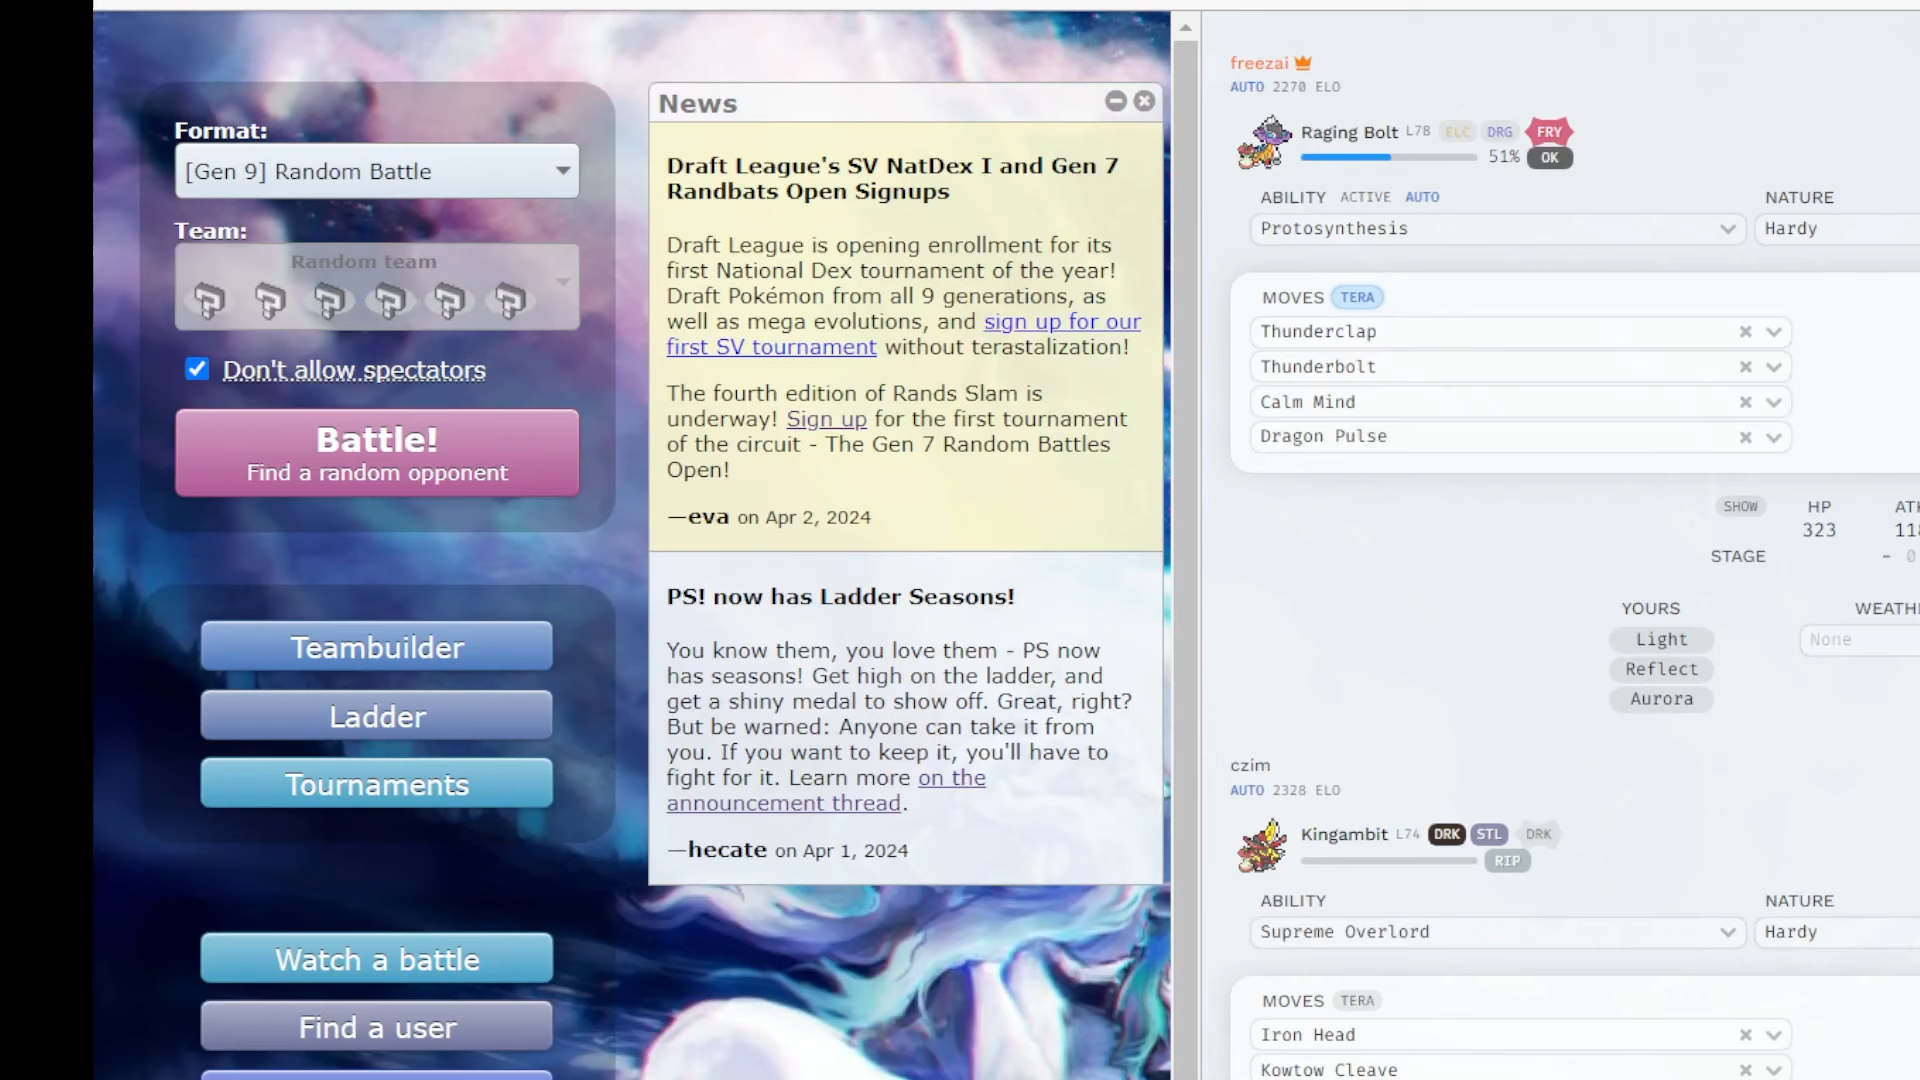 Format:
[Gen 9] Random Battle
Team:
Random team
Don't allow spectators
Battle!
Find a random opponent
Teambuilder
Ladder
Tournaments
Watch a battle
Find a user
News
Draft League's SV NatDex I and Gen 7
Randbats Open Signups
Draft League is opening enrollment for its
first National Dex tournament of the year!
Draft Pokémon from all 9 generations, as
well as mega evolutions, and sign up for our
first SV tournament without terastalization!
The fourth edition of Rands Slam is
underway! Sign up for the first tournament
of the circuit - The Gen 7 Random Battles
Open!
—eva on Apr 2, 2024
PS! now has Ladder Seasons!
You know them, you love them - PS now
has seasons! Get high on the ladder, and
get a shiny medal to show off. Great, right?
But be warned: Anyone can take it from
you. If you want to keep it, you'll have to
fight for it. Learn more on the
announcement thread.
—hecate on Apr 1, 2024
freezai
AUTO 2270 ELO
Raging Bolt L78 ELC DRG FRY
51% OK
ABILITY ACTIVE AUTO NATURE
Protosynthesis Hardy
MOVES TERA
Thunderclap
Thunderbolt
Calm Mind
Dragon Pulse
SHOW HP AT
323 118
STAGE - 0
YOURS WEATH
Light None
Reflect
Aurora
czim
AUTO 2328 ELO
Kingambit L74 DRK STL DRK
RIP
ABILITY NATURE
Supreme Overlord Hardy
MOVES TERA
Iron Head
Kowtow Cleave